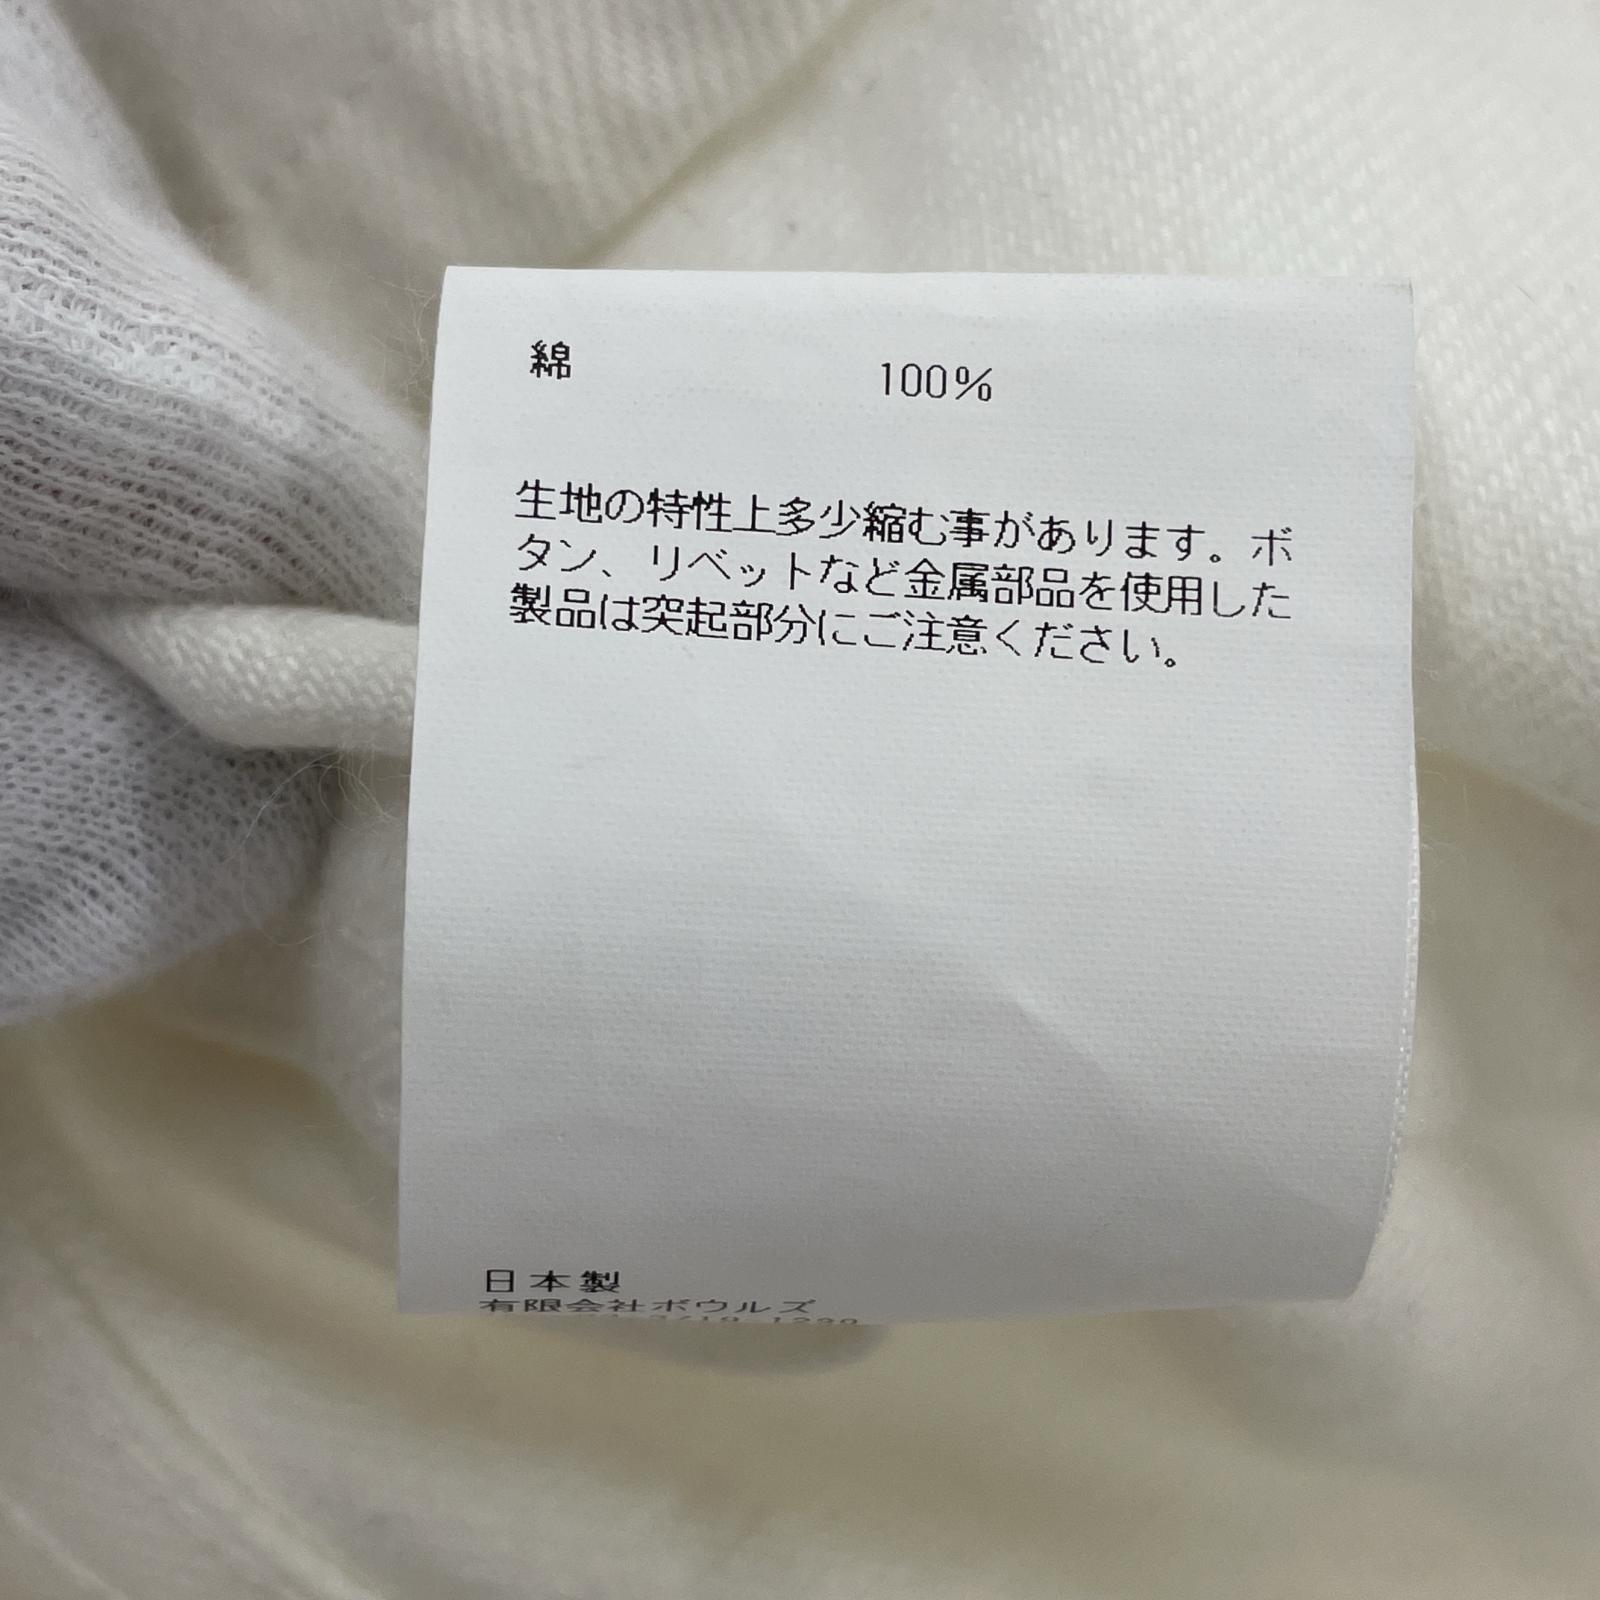 綿 100%
生地の特性上多少縮む事があります。ボ
タン、リベットなど金属部品を使用した
製品は突起部分にご注意ください。
日本製
有限会社ボウルズ